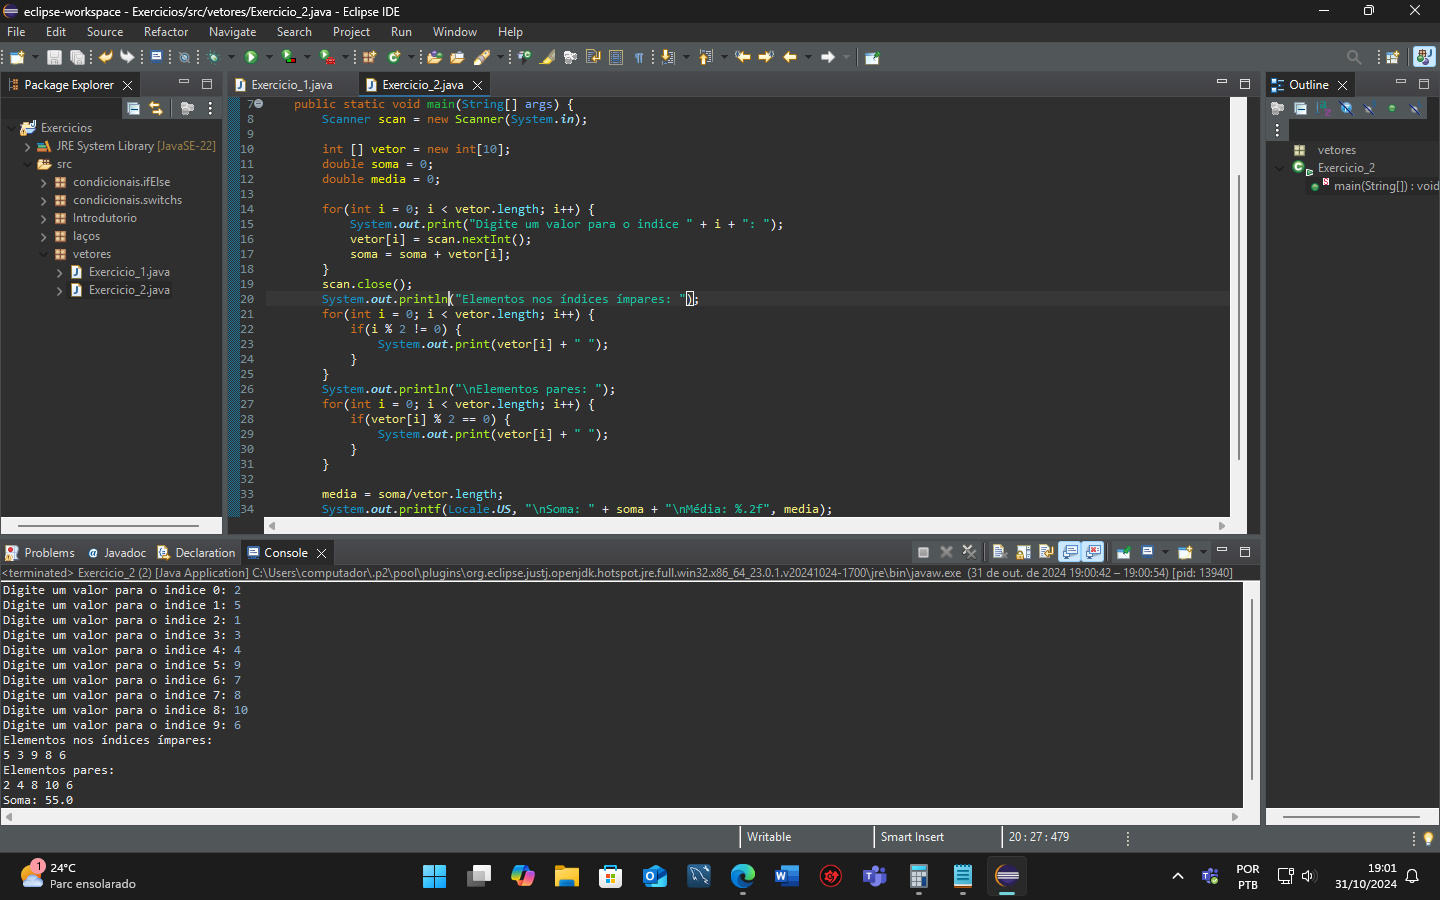 eclipse-workspace - Exercicios/src/vetores/Exercicio_2.java - Eclipse IDE
File Edit Source Refactor Navigate Search Project Run Window Help
Package Explorer
Exercicios
JRE System Library [JavaSE-22]
src
condicionais.ifElse
condicionais.switchs
Introdutorio
laços
vetores
Exercicio_1.java
Exercicio_2.java
Exercicio_1.java Exercicio_2.java
7 public static void main(String[] args) {
8 Scanner scan = new Scanner(System.in);
9
10 int [] vetor = new int[10];
11 double soma = 0;
12 double media = 0;
13
14 for(int i = 0; i < vetor.length; i++) {
15 System.out.print("Digite um valor para o indice " + i + ": ");
16 vetor[i] = scan.nextInt();
17 soma = soma + vetor[i];
18 }
19 scan.close();
20 System.out.println("Elementos nos índices ímpares: ");
21 for(int i = 0; i < vetor.length; i++) {
22 if(i % 2 != 0) {
23 System.out.print(vetor[i] + " ");
24 }
25 }
26 System.out.println("\nElementos pares: ");
27 for(int i = 0; i < vetor.length; i++) {
28 if(vetor[i] % 2 == 0) {
29 System.out.print(vetor[i] + " ");
30 }
31 }
32
33 media = soma/vetor.length;
34 System.out.printf(Locale.US, "\nSoma: " + soma + "\nMédia: %.2f", media);
Outline
vetores
Exercicio_2
main(String[]) : void
Problems Javadoc Declaration Console
<terminated> Exercicio_2 (2) [Java Application] C:\Users\computador\.p2\pool\plugins\org.eclipse.justj.openjdk.hotspot.jre.full.win32.x86_64_23.0.1.v20241024-1700\jre\bin\javaw.exe (31 de out. de 2024 19:00:42 – 19:00:54) [pid: 13940]
Digite um valor para o indice 0: 2
Digite um valor para o indice 1: 5
Digite um valor para o indice 2: 1
Digite um valor para o indice 3: 3
Digite um valor para o indice 4: 4
Digite um valor para o indice 5: 9
Digite um valor para o indice 6: 7
Digite um valor para o indice 7: 8
Digite um valor para o indice 8: 10
Digite um valor para o indice 9: 6
Elementos nos índices ímpares:
5 3 9 8 6
Elementos pares:
2 4 8 10 6
Soma: 55.0
Writable Smart Insert 20 : 27 : 479
1
24°C
Parc ensolarado
POR
PTB
19:01
31/10/2024